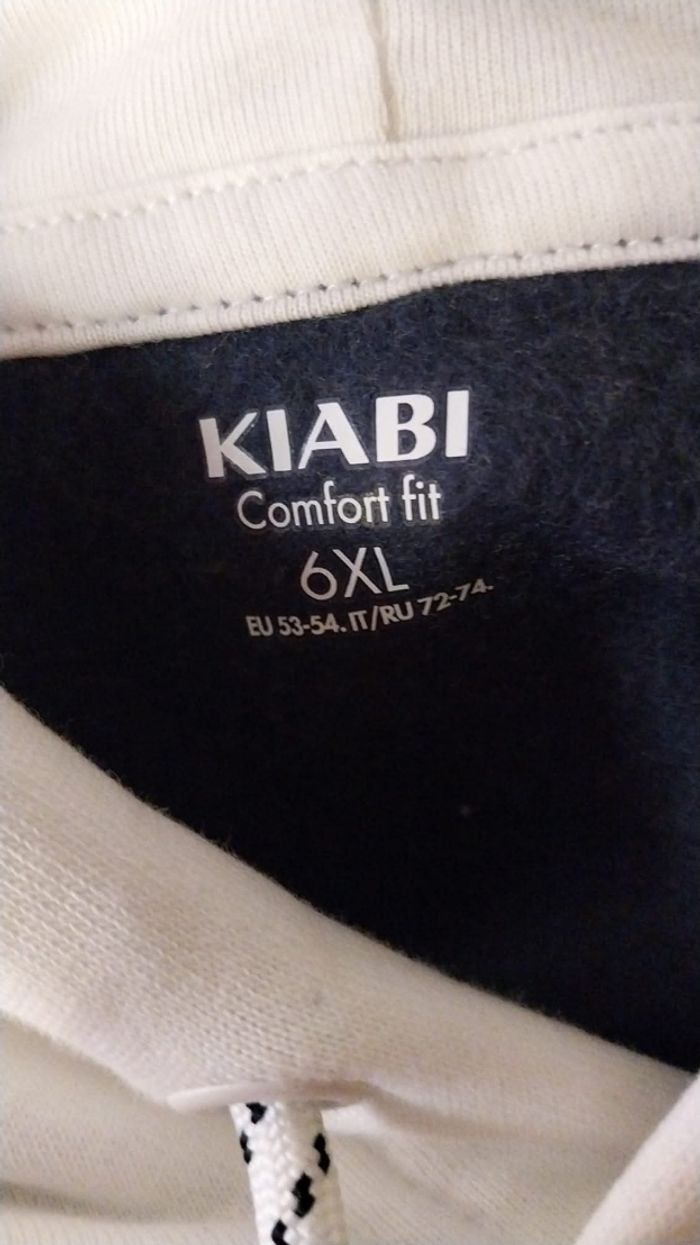 KIABI
Comfort fit
6XL
EU 53-54. IT/RU 72-74.